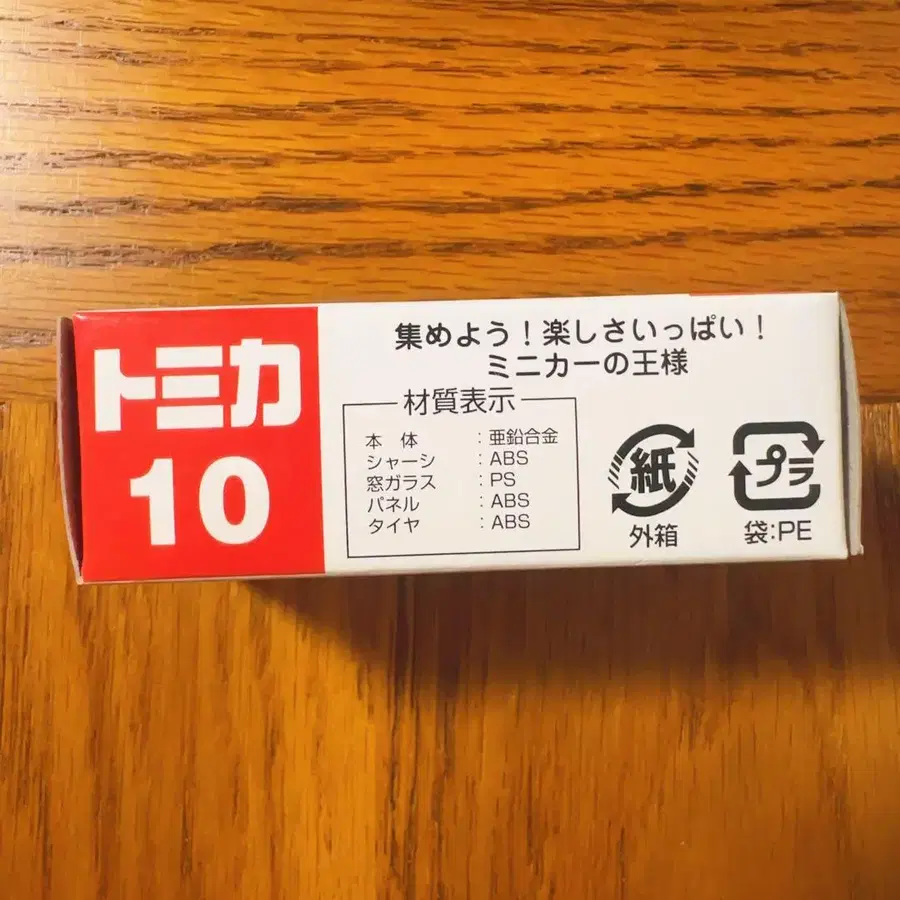 トミカ
10
集めよう！楽しさいっぱい！
ミニカーの王様
材質表示
本 体 : 亜鉛合金
シャーシ : ABS
窓ガラス : PS
パネル : ABS
タイヤ : ABS
紙
外箱
プラ
袋:PE